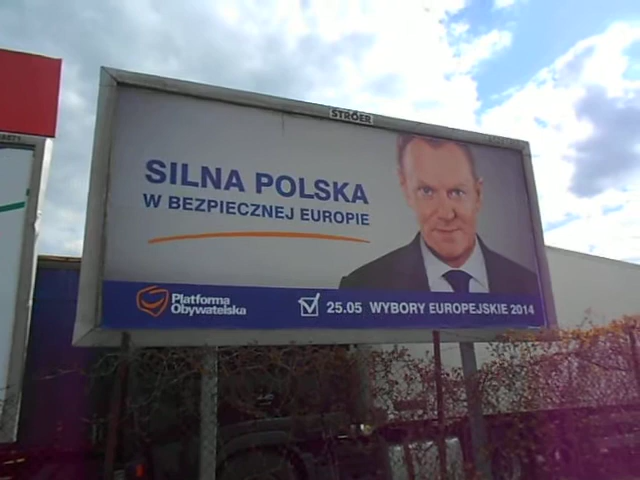 STRÖER
SILNA POLSKA
W BEZPIECZNEJ EUROPIE
Platforma
Obywatelska
25.05 WYBORY EUROPEJSKIE 2014